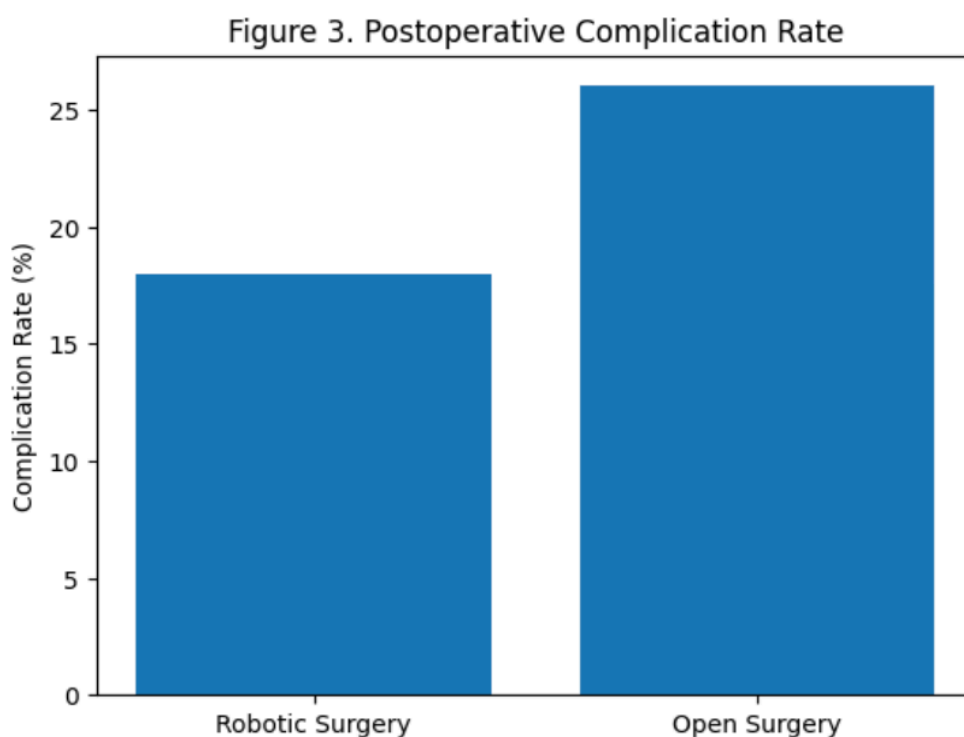 Figure 3. Postoperative Complication Rate
Complication Rate (%)
25
20
15
10
5
0
Robotic Surgery
Open Surgery